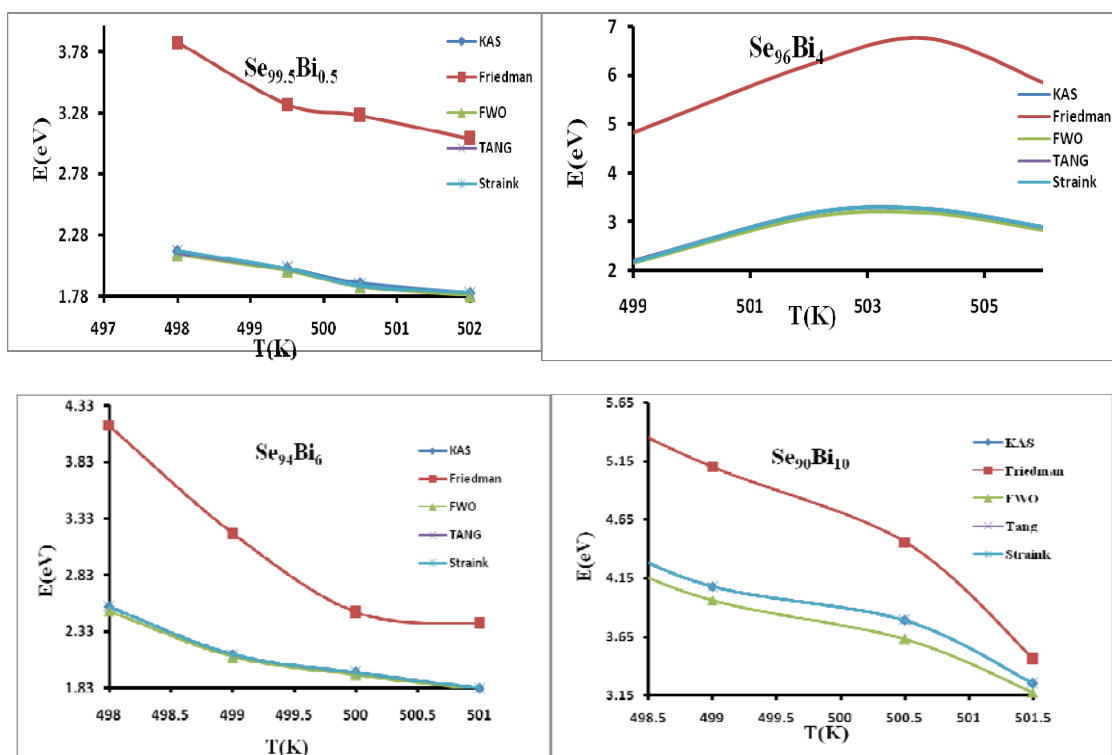 Se99.5Bi0.5
E(eV)
3.78
3.28
2.78
2.28
1.78
497
498
499
500
501
502
T(K)
KAS
Friedman
FWO
TANG
Straink
Se96Bi4
E(eV)
7
6
5
4
3
2
499
501
503
505
T(K)
KAS
Friedman
FWO
TANG
Straink
Se94Bi6
E(eV)
4.33
3.83
3.33
2.83
2.33
1.83
498
498.5
499
499.5
500
500.5
501
T(K)
KAS
Friedman
FWO
TANG
Straink
Se90Bi10
E(eV)
5.65
5.15
4.65
4.15
3.65
3.15
498.5
499
499.5
500
500.5
501
501.5
T(K)
KAS
Friedman
FWO
Tang
Straink